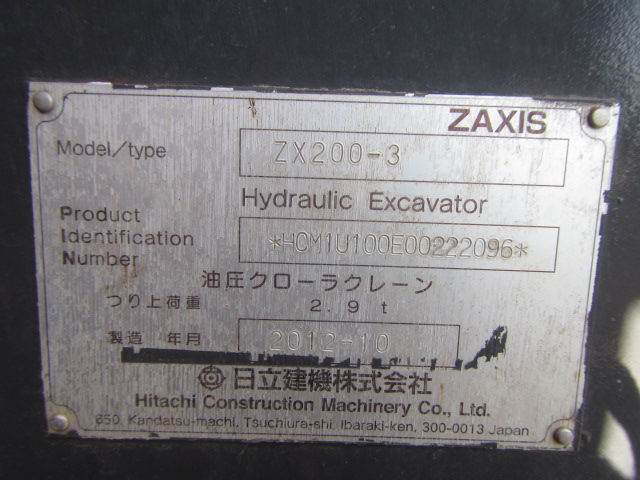 ZAXIS
Model/type ZX200-3
Hydraulic Excavator
Product
Identification *HCM1U100E00222096*
Number
油圧クローラクレーン
つり上荷重 2.9 t
製造 年月 2012-10
日立建機株式会社
Hitachi Construction Machinery Co., Ltd.
650, Kandatsu-machi, Tsuchiura-shi, Ibaraki-ken, 300-0013 Japan